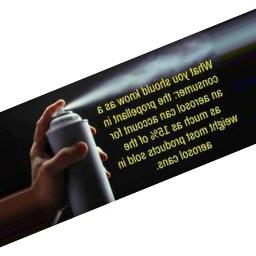 What you should know as a
consumer: the propellant in
an aerosol can account for
as much as 15% of the
weight most products sold in
aerosol cans.